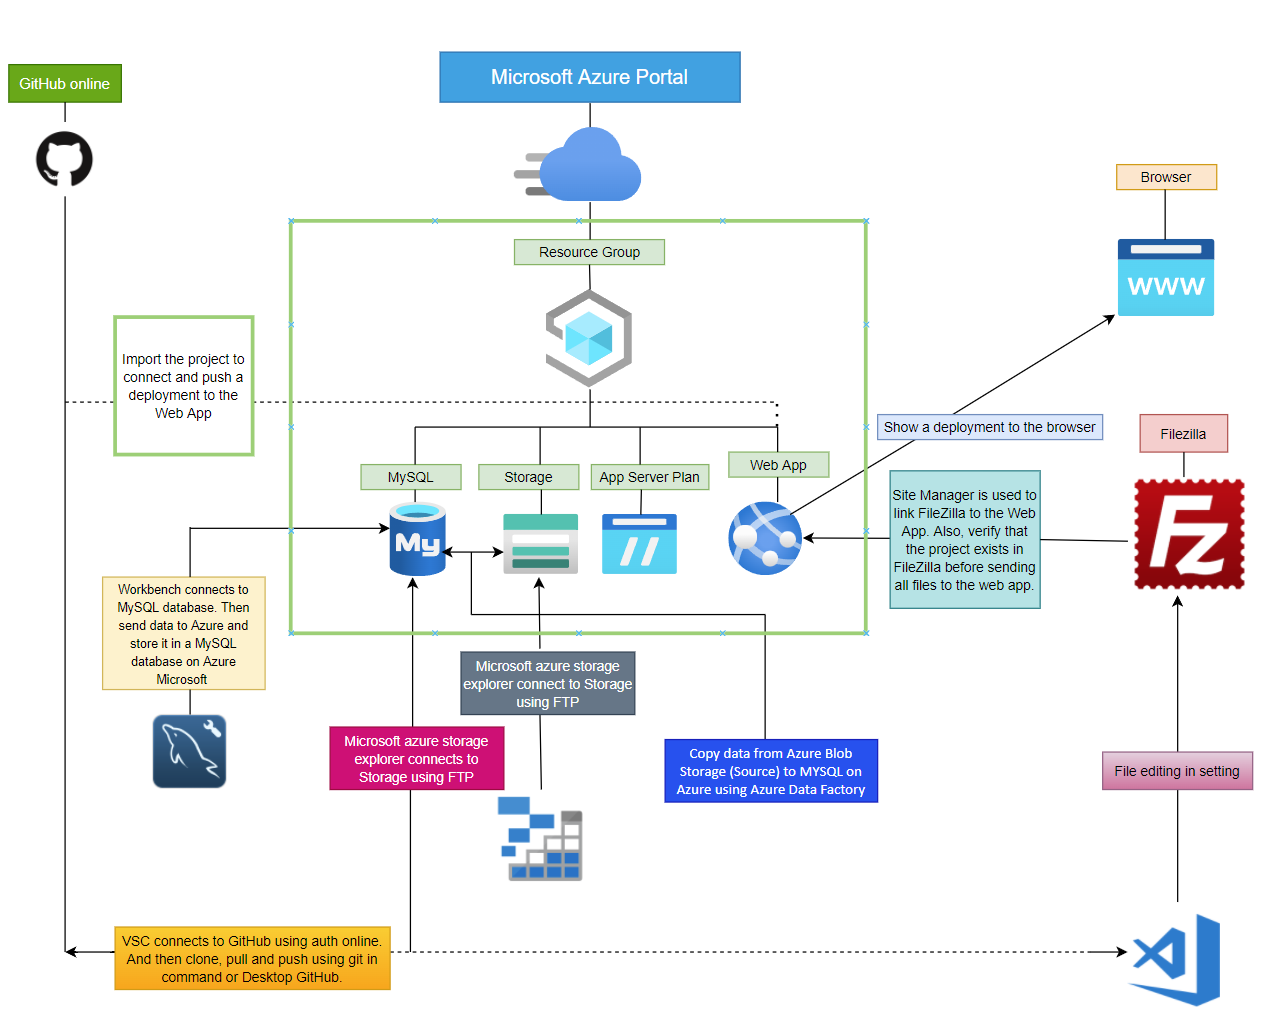 Microsoft Azure Portal
GitHub online
Browser
www
Resource Group
Import the project to
connect and push a
deployment to the
Web App
Show a deployment to the browser
Filezilla
MySQL
Storage
App Server Plan
Web App
My
Site Manager is used to
link FileZilla to the Web
App. Also, verify that
the project exists in
FileZilla before sending
all files to the web app.
Fz
Workbench connects to
MySQL database. Then
send data to Azure and
store it in a MySQL
database on Azure
Microsoft
Microsoft azure storage
explorer connect to Storage
using FTP
Microsoft azure storage
explorer connects to
Storage using FTP
Copy data from Azure Blob
Storage (Source) to MYSQL on
Azure using Azure Data Factory
File editing in setting
VSC connects to GitHub using auth online.
And then clone, pull and push using git in
command or Desktop GitHub.